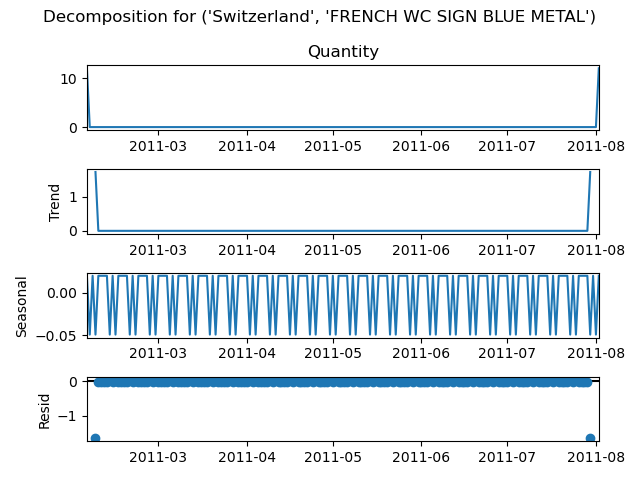 Decomposition for ('Switzerland', 'FRENCH WC SIGN BLUE METAL')
Quantity
10
0
2011-03 2011-04 2011-05 2011-06 2011-07 2011-08
Trend
1
0
2011-03 2011-04 2011-05 2011-06 2011-07 2011-08
Seasonal
0.00
−0.05
2011-03 2011-04 2011-05 2011-06 2011-07 2011-08
Resid
0
−1
2011-03 2011-04 2011-05 2011-06 2011-07 2011-08